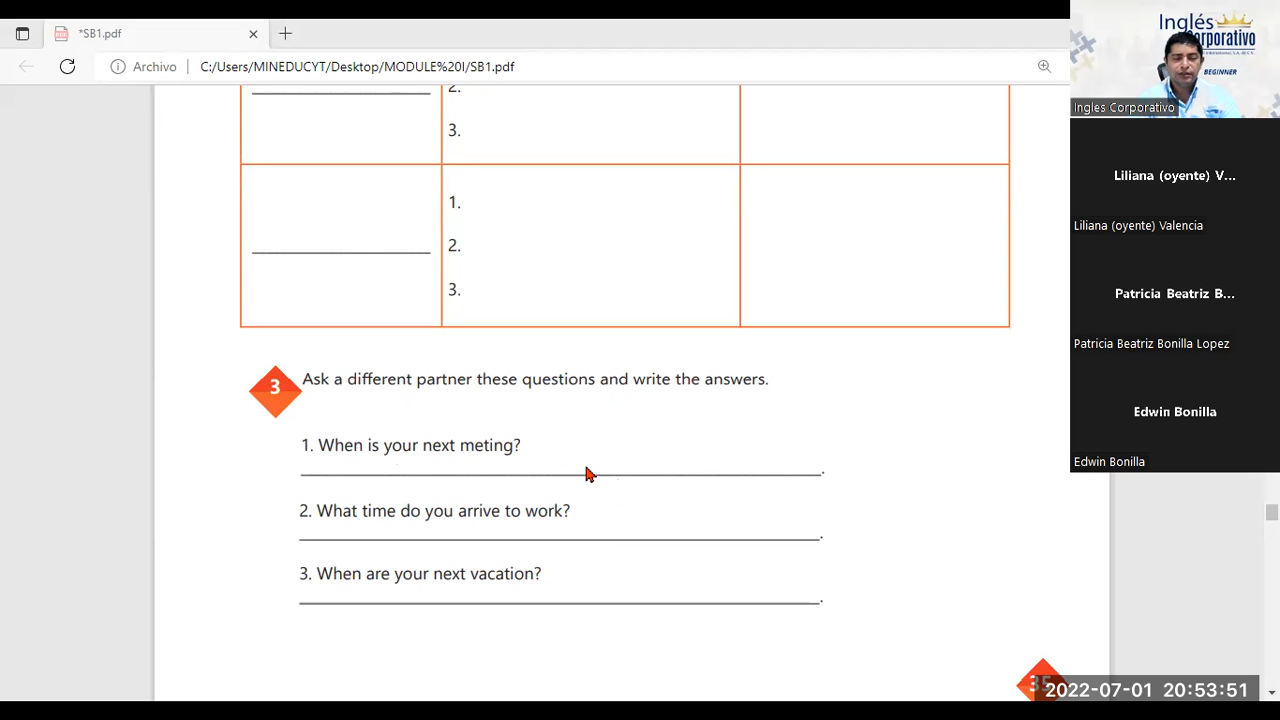 *SB1.pdf
Archivo
C:/Users/MINEDUCYT/Desktop/MODULE%20I/SB1.pdf
Inglés
Corporativo
BEGINNER
Ingles Corporativo
Liliana (oyente) V...
Liliana (oyente) Valencia
Patricia Beatriz B...
Patricia Beatriz Bonilla Lopez
Edwin Bonilla
Edwin Bonilla
2.
3.
1.
2.
3.
3 Ask a different partner these questions and write the answers.
1. When is your next meting?
2. What time do you arrive to work?
3. When are your next vacation?
35
2022-07-01 20:53:51